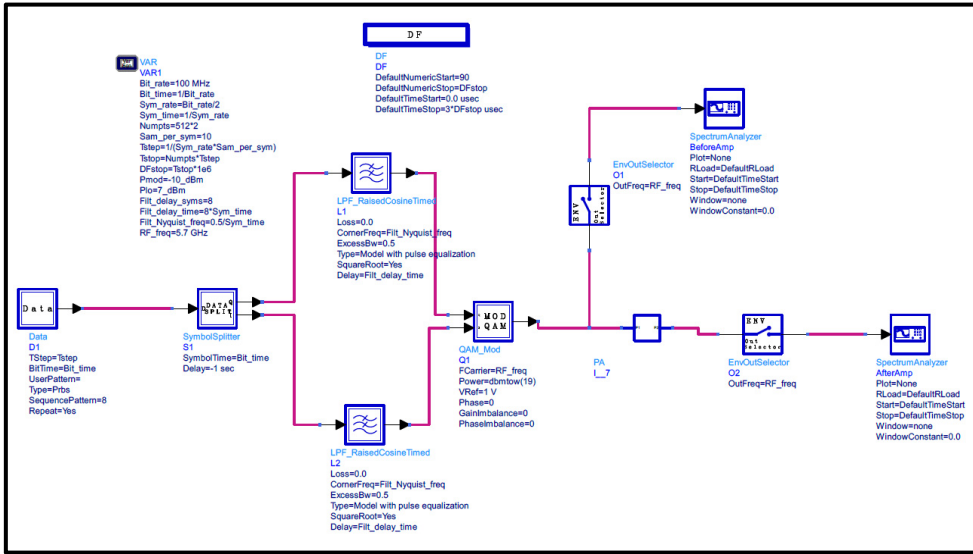 D F
DF
DF
DefaultNumericStart=90
DefaultNumericStop=DFstop
DefaultTimeStart=0.0 usec
DefaultTimeStop=3*DFstop usec
VAR
VAR1
Bit_rate=100 MHz
Bit_time=1/Bit_rate
Sym_rate=Bit_rate/2
Sym_time=1/Sym_rate
Numpts=512*2
Sam_per_sym=10
Tstep=1/(Sym_rate*Sam_per_sym)
Tstop=Numpts*Tstep
DFstop=Tstop*1e6
Pmod=-10_dBm
Plo=7_dBm
Filt_delay_syms=8
Filt_delay_time=8*Sym_time
Filt_Nyquist_freq=0.5/Sym_time
RF_freq=5.7 GHz
SpectrumAnalyzer
BeforeAmp
Plot=None
RLoad=DefaultRLoad
Start=DefaultTimeStart
Stop=DefaultTimeStop
Window=none
WindowConstant=0.0
EnvOutSelector
O1
OutFreq=RF_freq
ENV
Out
Selector
LPF_RaisedCosineTimed
L1
Loss=0.0
CornerFreq=Filt_Nyquist_freq
ExcessBw=0.5
Type=Model with pulse equalization
SquareRoot=Yes
Delay=Filt_delay_time
Data
Data
D1
TStep=Tstep
BitTime=Bit_time
UserPattern=
Type=Prbs
SequencePattern=8
Repeat=Yes
DATA
SPLIT
Q
I
SymbolSplitter
S1
SymbolTime=Bit_time
Delay=-1 sec
MOD
QAM
QAM_Mod
Q1
FCarrier=RF_freq
Power=dbmtow(19)
VRef=1 V
Phase=0
GainImbalance=0
PhaseImbalance=0
PA
I__7
ENV
Out
Selector
EnvOutSelector
O2
OutFreq=RF_freq
SpectrumAnalyzer
AfterAmp
Plot=None
RLoad=DefaultRLoad
Start=DefaultTimeStart
Stop=DefaultTimeStop
Window=none
WindowConstant=0.0
LPF_RaisedCosineTimed
L2
Loss=0.0
CornerFreq=Filt_Nyquist_freq
ExcessBw=0.5
Type=Model with pulse equalization
SquareRoot=Yes
Delay=Filt_delay_time